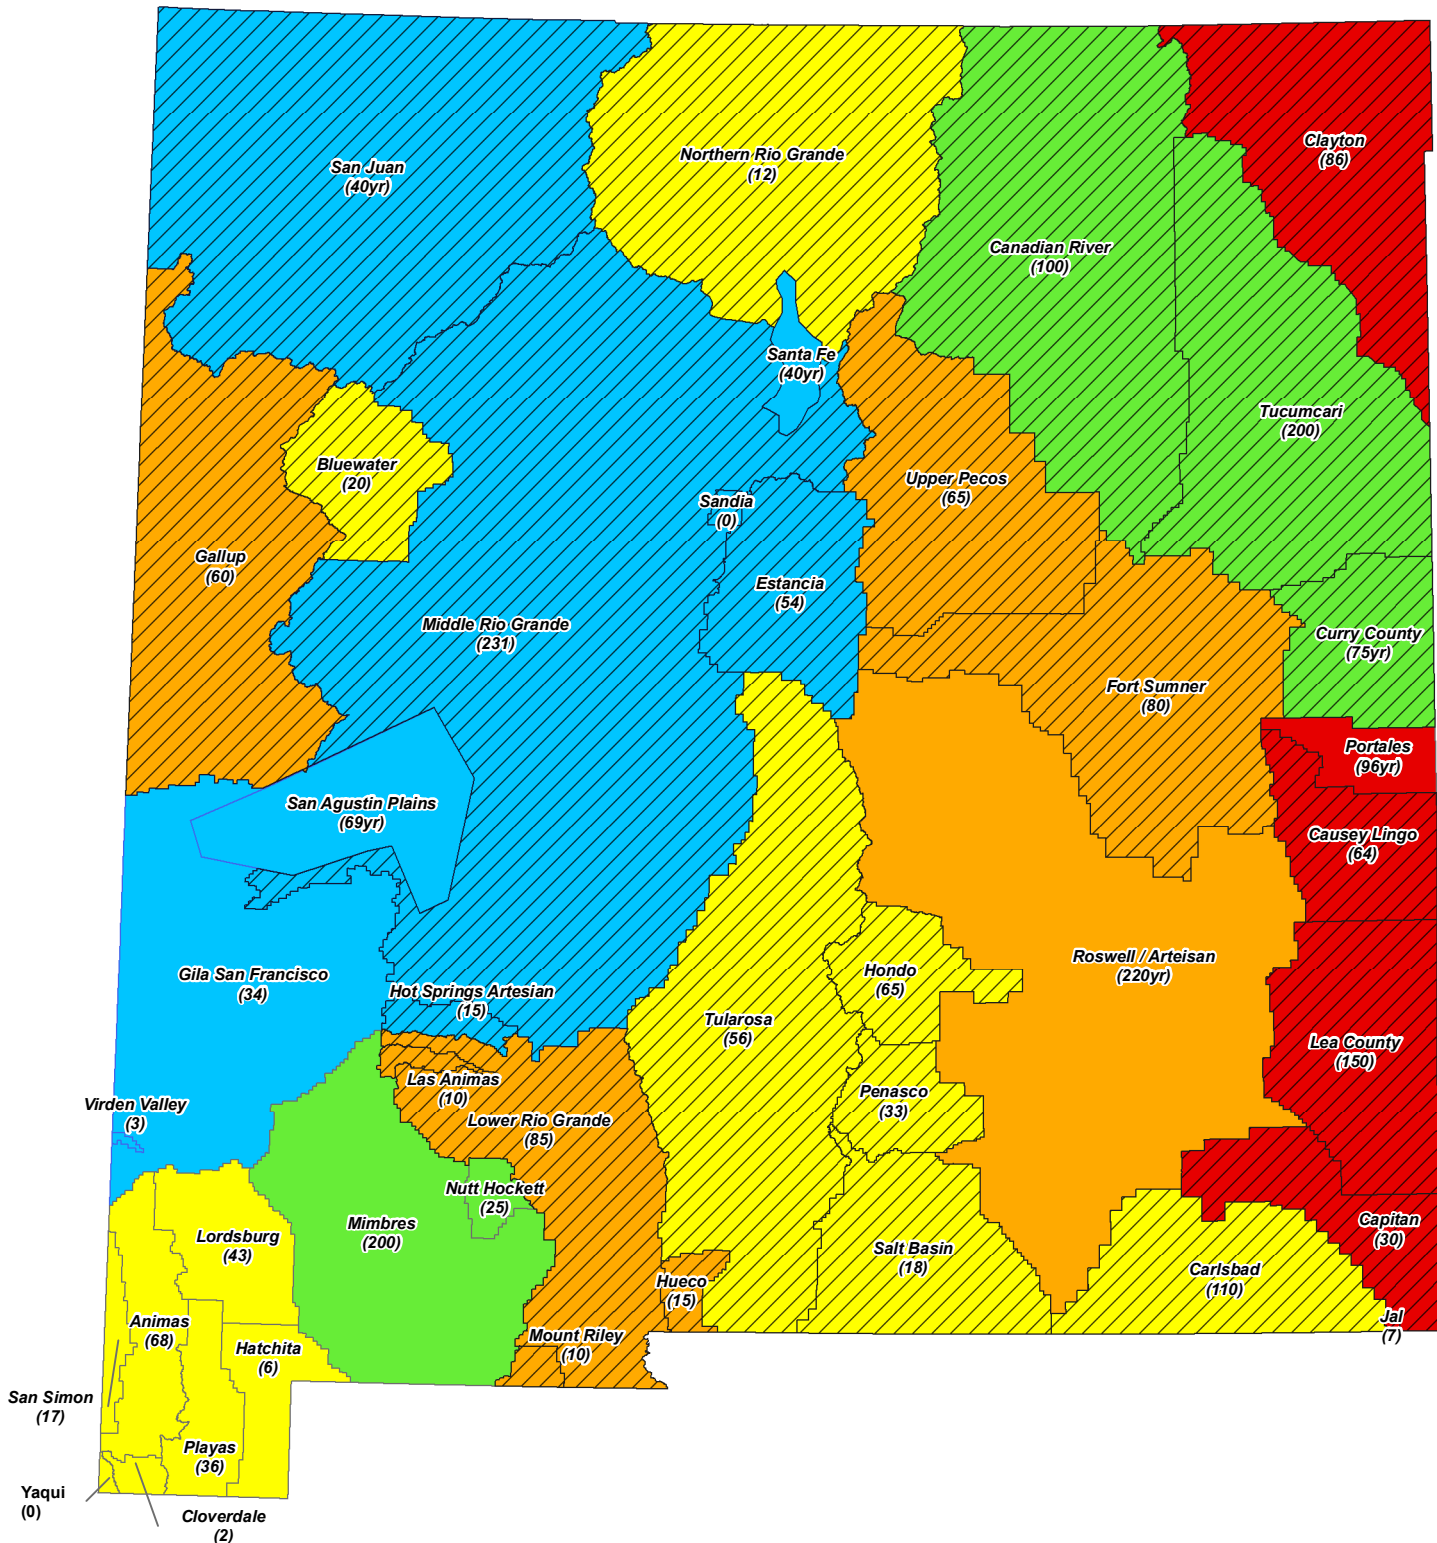 Clayton
(86)
Northern Rio Grande
(12)
San Juan
(40yr)
Canadian River
(100)
Santa Fe
(40yr)
Tucumcari
(200)
Bluewater
(20)
Upper Pecos
(65)
Sandia
(0)
Gallup
(60)
Estancia
(54)
Middle Rio Grande
(231)
Curry County
(75yr)
Fort Sumner
(80)
Portales
(96yr)
San Agustin Plains
(69yr)
Causey Lingo
(64)
Roswell / Arteisan
(220yr)
Hondo
(65)
Gila San Francisco
(34)
Hot Springs Artesian
(15)
Tularosa
(56)
Lea County
(150)
Las Animas
(10)
Penasco
(33)
Virden Valley
(3)
Lower Rio Grande
(85)
Nutt Hockett
(25)
Mimbres
(200)
Capitan
(30)
Lordsburg
(43)
Salt Basin
(18)
Carlsbad
(110)
Hueco
(15)
Jal
(7)
Animas
(68)
Mount Riley
(10)
Hatchita
(6)
San Simon
(17)
Playas
(36)
Yaqui
(0)
Cloverdale
(2)